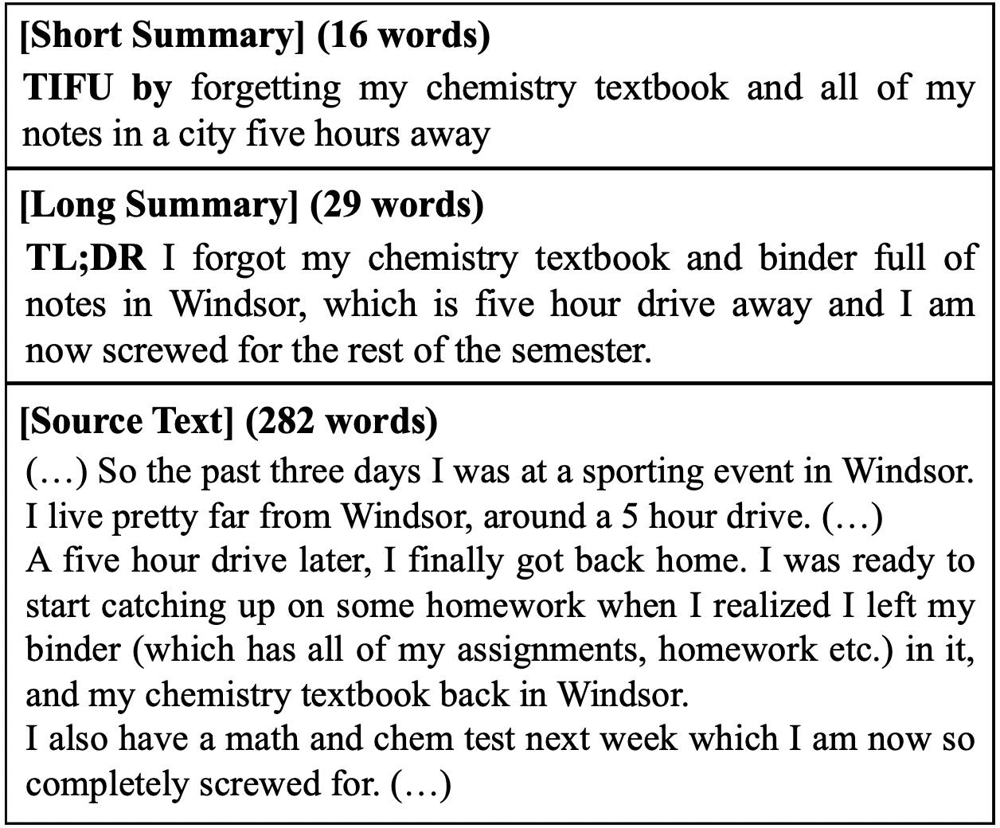 [Short Summary] (16 words)
TIFU by forgetting my chemistry textbook and all of my
notes in a city five hours away
[Long Summary] (29 words)
TL;DR I forgot my chemistry textbook and binder full of
notes in Windsor, which is five hour drive away and I am
now screwed for the rest of the semester.
[Source Text] (282 words)
(…) So the past three days I was at a sporting event in Windsor.
I live pretty far from Windsor, around a 5 hour drive. (…)
A five hour drive later, I finally got back home. I was ready to
start catching up on some homework when I realized I left my
binder (which has all of my assignments, homework etc.) in it,
and my chemistry textbook back in Windsor.
I also have a math and chem test next week which I am now so
completely screwed for. (…)